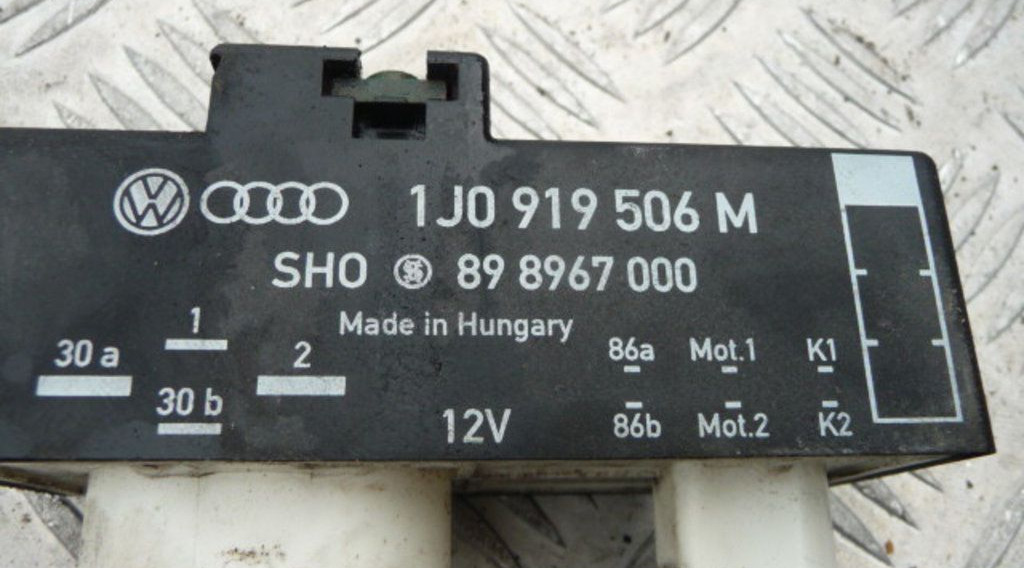 1J0 919 506 M
SHO 89 8967 000
Made in Hungary
1
30 a
2
30 b
12V
86a Mot.1 K1
86b Mot.2 K2